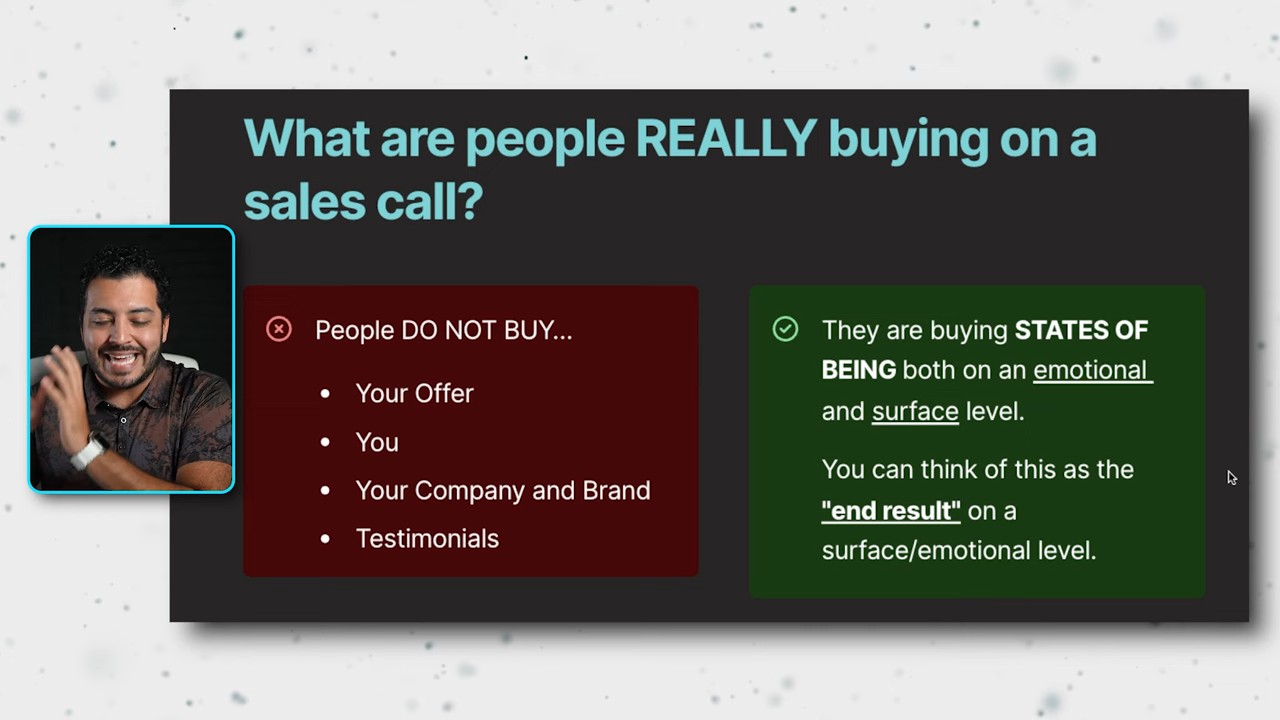 What are people REALLY buying on a
sales call?
People DO NOT BUY...
• Your Offer
• You
• Your Company and Brand
• Testimonials
They are buying STATES OF
BEING both on an emotional
and surface level.
You can think of this as the
"end result" on a
surface/emotional level.